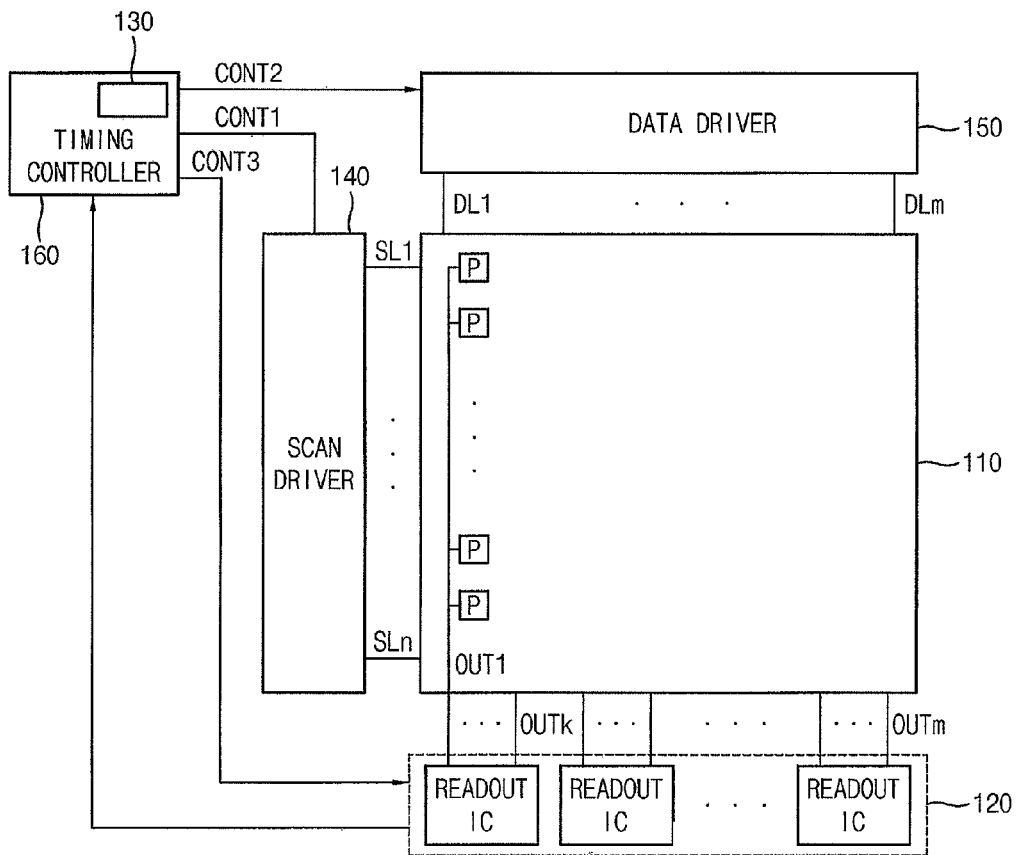 130
CONT2
CONT1
CONT3
TIMING
CONTROLLER
160
DATA DRIVER
150
140
DL1
. . .
DLm
SL1
P
P
.
.
.
SCAN
DRIVER
.
.
.
110
P
P
SLn
OUT1
... OUTk ... . . . ... OUTm
READOUT
IC
READOUT
IC
. . .
READOUT
IC
120